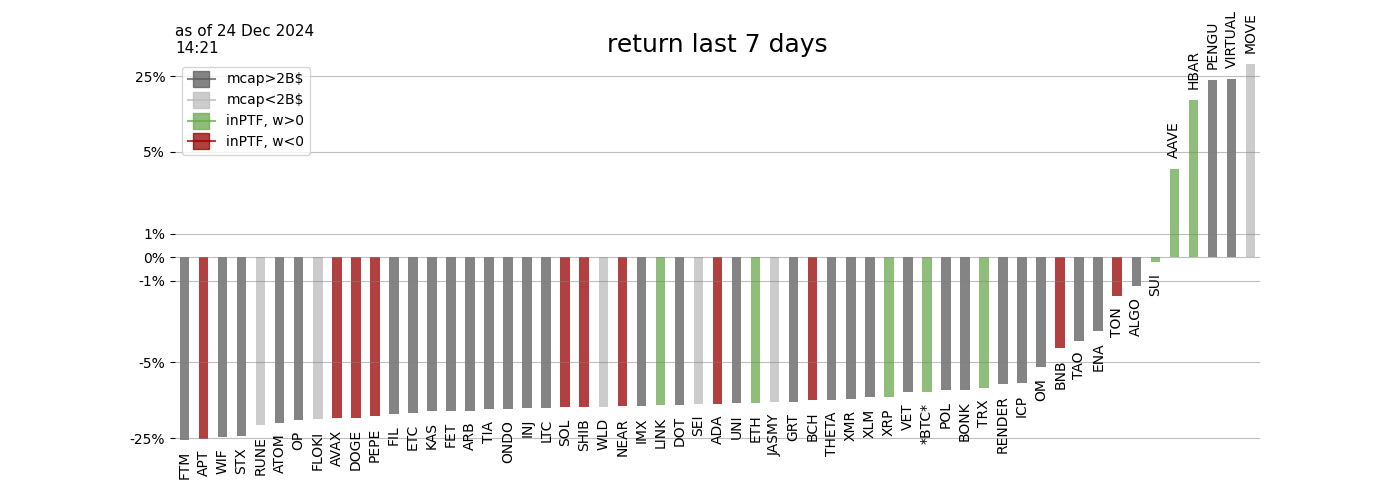 as of 24 Dec 2024
14:21
return last 7 days
mcap>2B$
mcap<2B$
inPTF, w>0
inPTF, w<0
25%
5%
1%
0%
-1%
-5%
-25%
FTM
APT
WIF
STX
RUNE
ATOM
OP
FLOKI
AVAX
DOGE
PEPE
FIL
ETC
KAS
FET
ARB
TIA
ONDO
INJ
LTC
SOL
SHIB
WLD
NEAR
IMX
LINK
DOT
SEI
ADA
UNI
ETH
JASMY
GRT
BCH
THETA
XMR
XLM
XRP
VET
*BTC*
POL
BONK
TRX
RENDER
ICP
OM
BNB
TAO
ENA
TON
ALGO
SUI
AAVE
HBAR
PENGU
VIRTUAL
MOVE